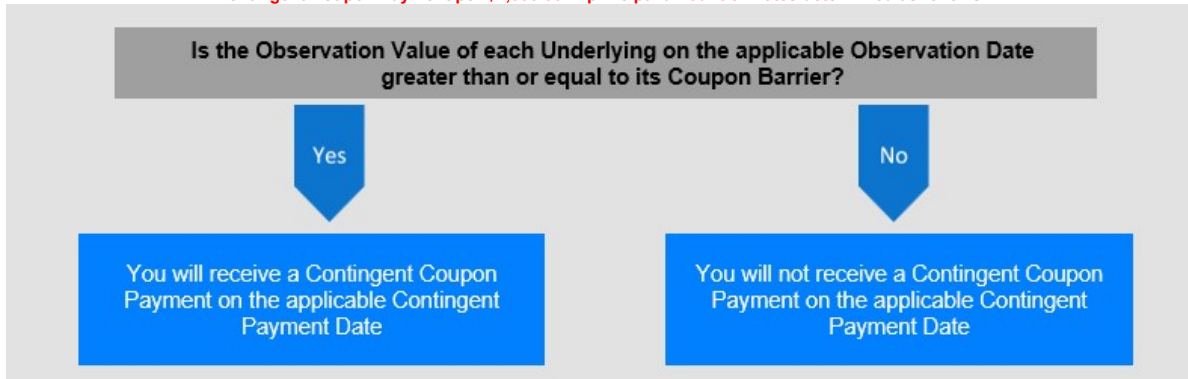 Is the Observation Value of each Underlying on the applicable Observation Date
greater than or equal to its Coupon Barrier?
Yes
No
You will receive a Contingent Coupon
Payment on the applicable Contingent
Payment Date
You will not receive a Contingent Coupon
Payment on the applicable Contingent
Payment Date